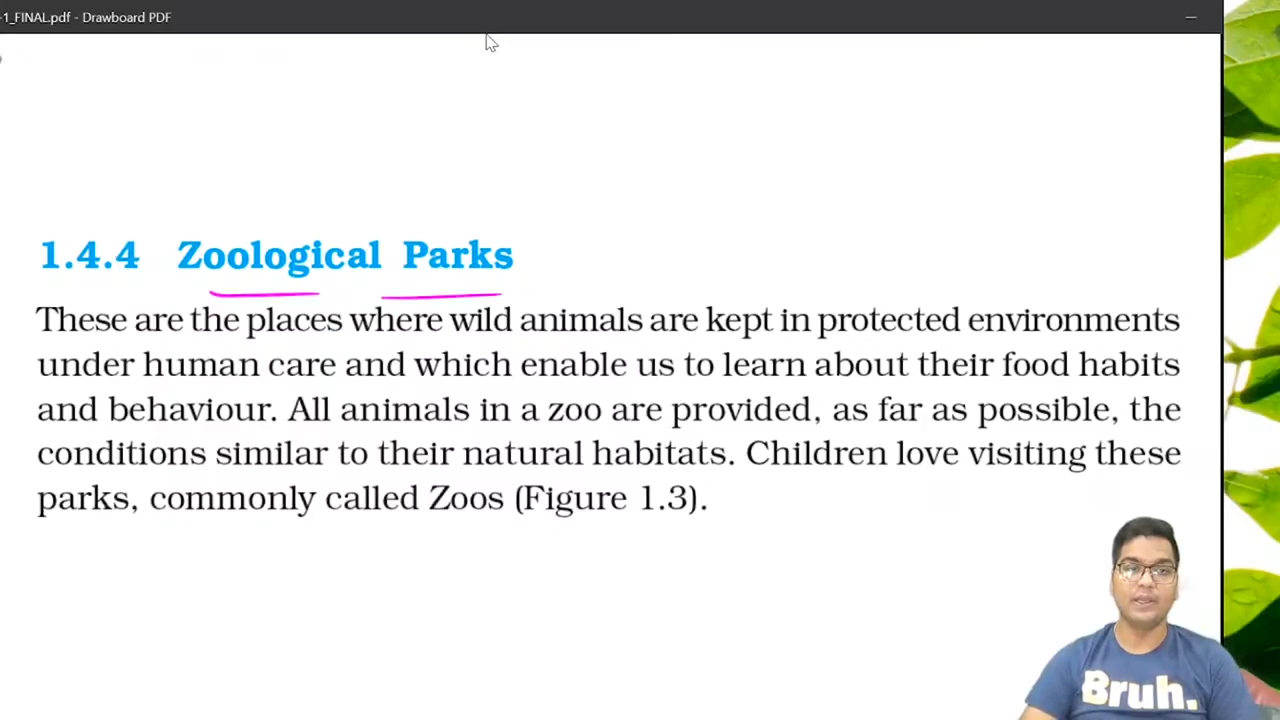 -1_FINAL.pdf - Drawboard PDF
1.4.4 Zoological Parks
These are the places where wild animals are kept in protected environments
under human care and which enable us to learn about their food habits
and behaviour. All animals in a zoo are provided, as far as possible, the
conditions similar to their natural habitats. Children love visiting these
parks, commonly called Zoos (Figure 1.3).
Bruh.